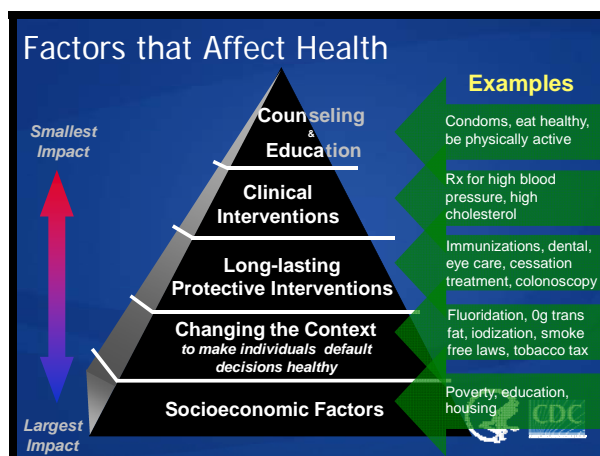 Factors that Affect Health
Smallest
Impact
Largest
Impact
Counseling
&
Education
Clinical
Interventions
Long-lasting
Protective Interventions
Changing the Context
to make individuals default
decisions healthy
Socioeconomic Factors
Examples
Condoms, eat healthy,
be physically active
Rx for high blood
pressure, high
cholesterol
Immunizations, dental,
eye care, cessation
treatment, colonoscopy
Fluoridation, 0g trans
fat, iodization, smoke
free laws, tobacco tax
Poverty, education,
housing
CDC